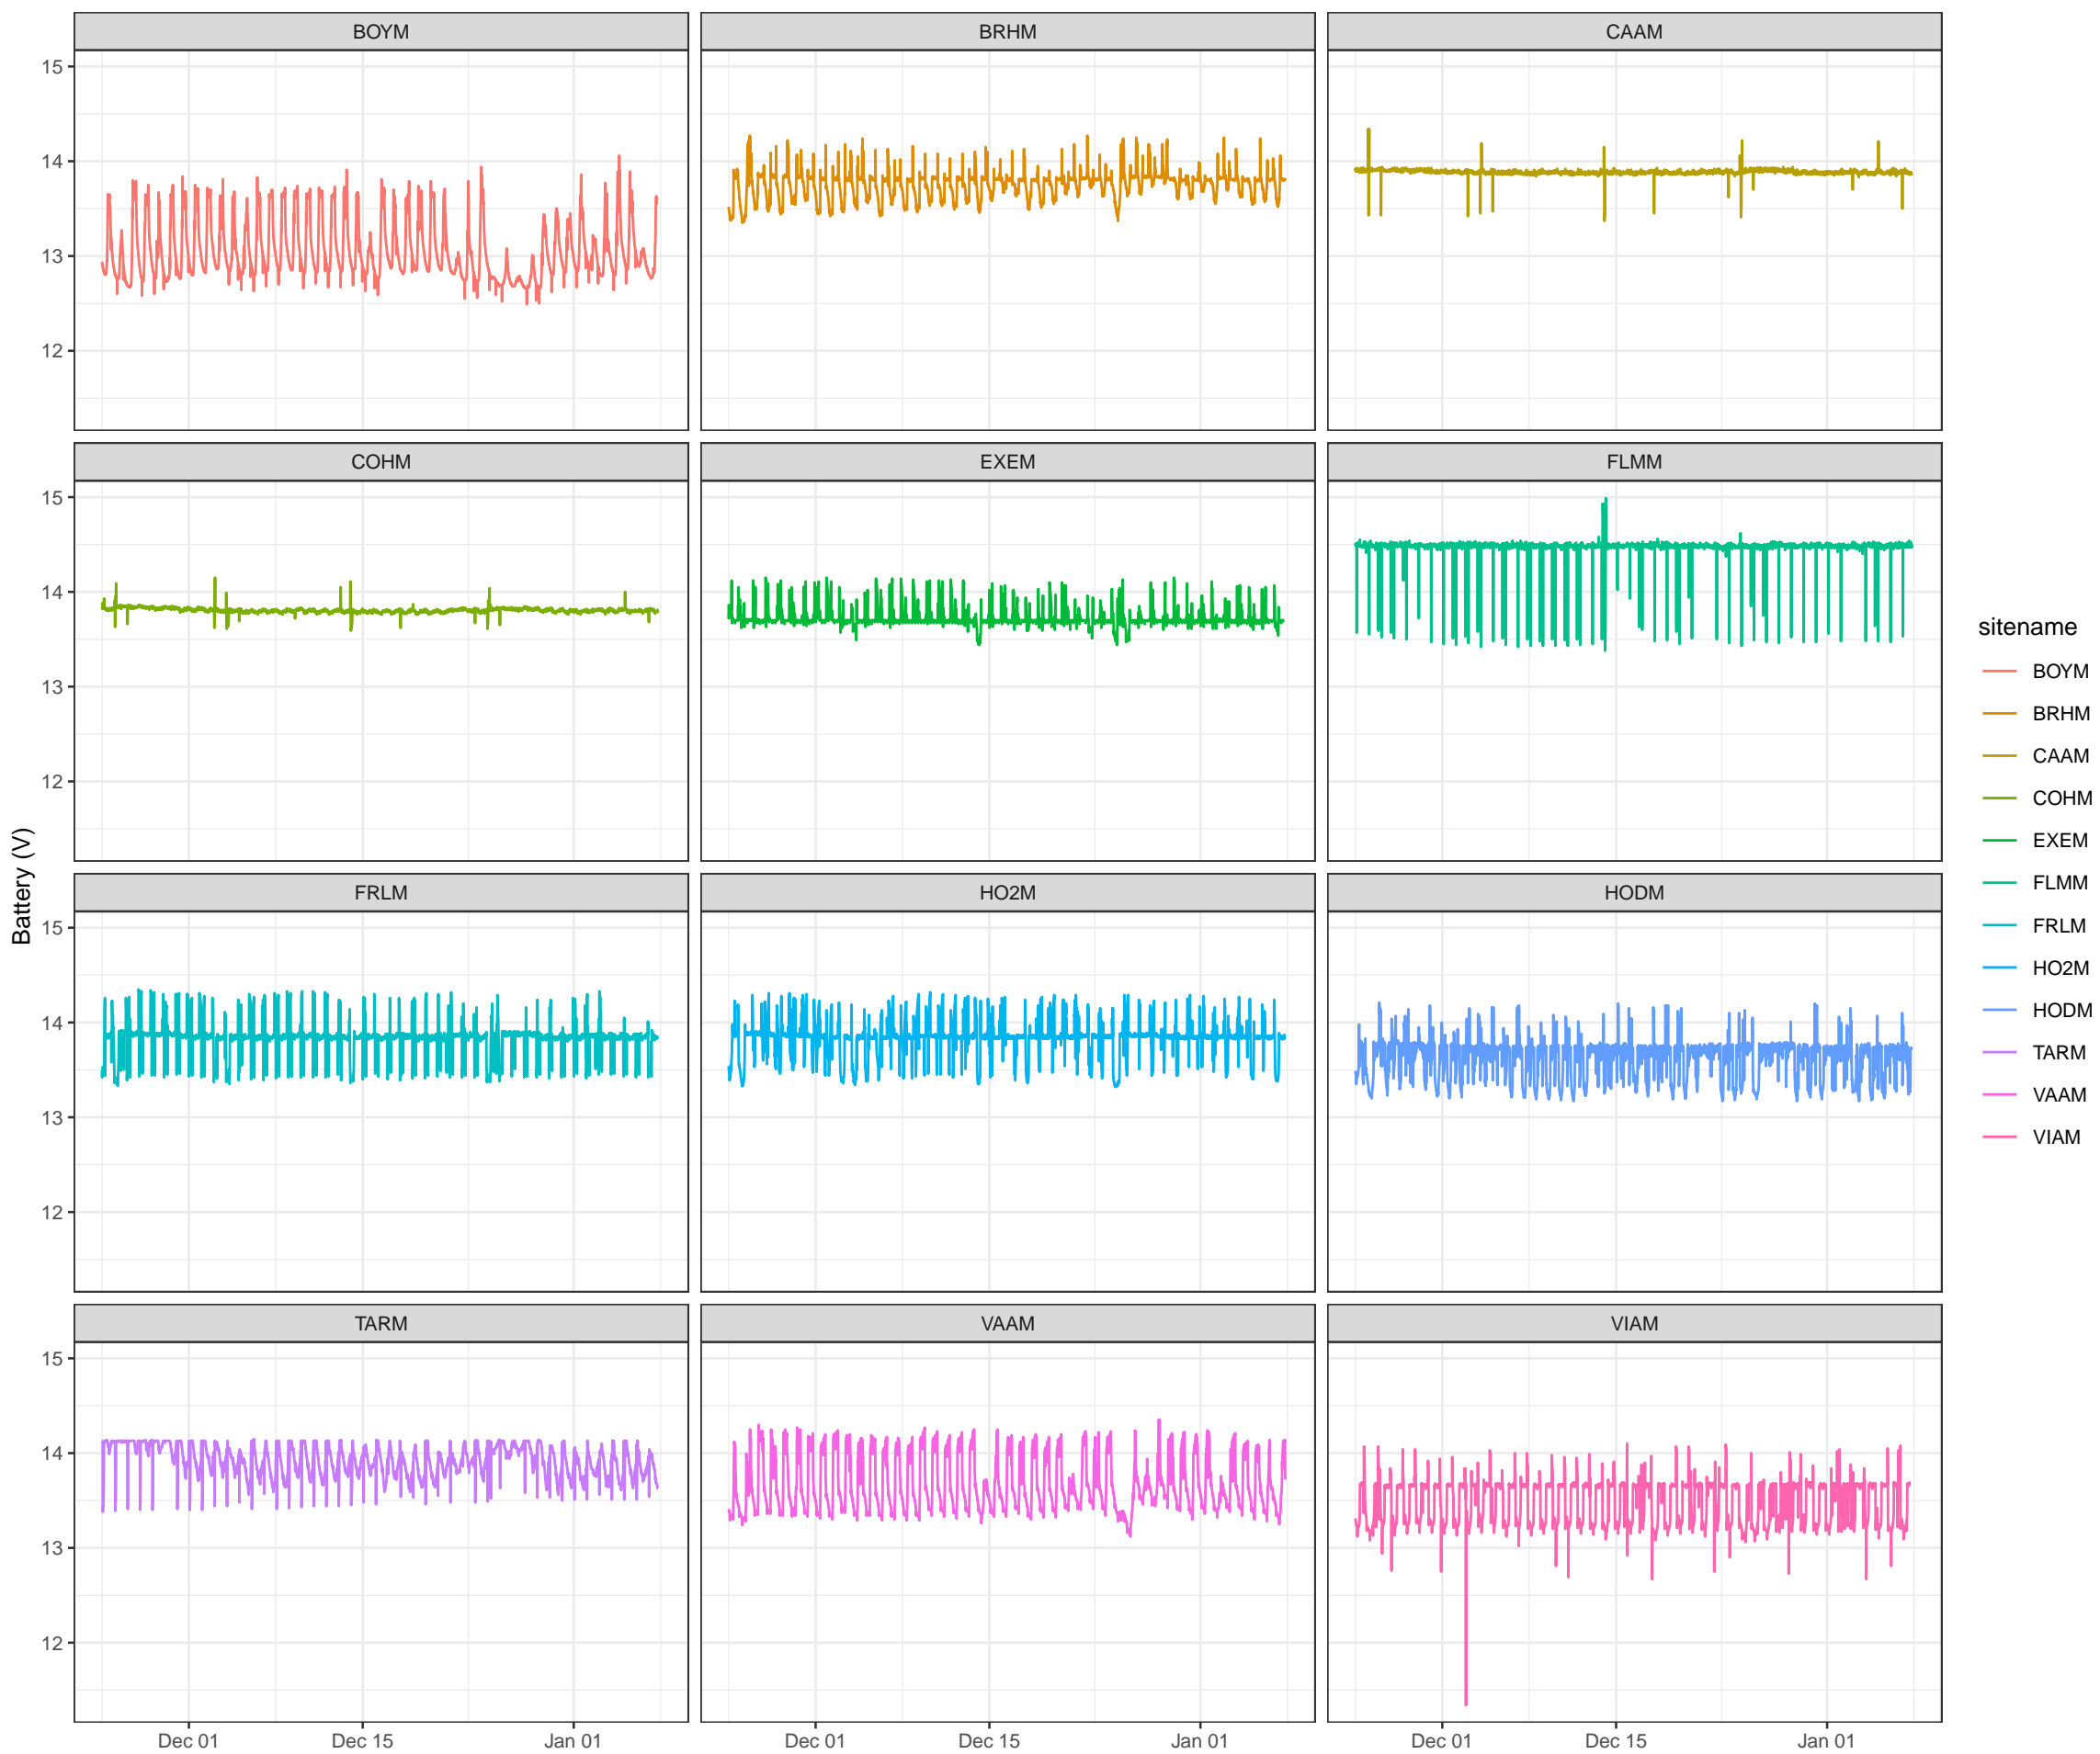 BOYM BRHM CAAM
15
14
13
12
COHM EXEM FLMM
15
14
13
12
FRLM HO2M HODM
15
14
13
12
TARM VAAM VIAM
15
14
13
12
Dec 01 Dec 15 Jan 01 Dec 01 Dec 15 Jan 01 Dec 01 Dec 15 Jan 01
Battery (V)
sitename
BOYM
BRHM
CAAM
COHM
EXEM
FLMM
FRLM
HO2M
HODM
TARM
VAAM
VIAM